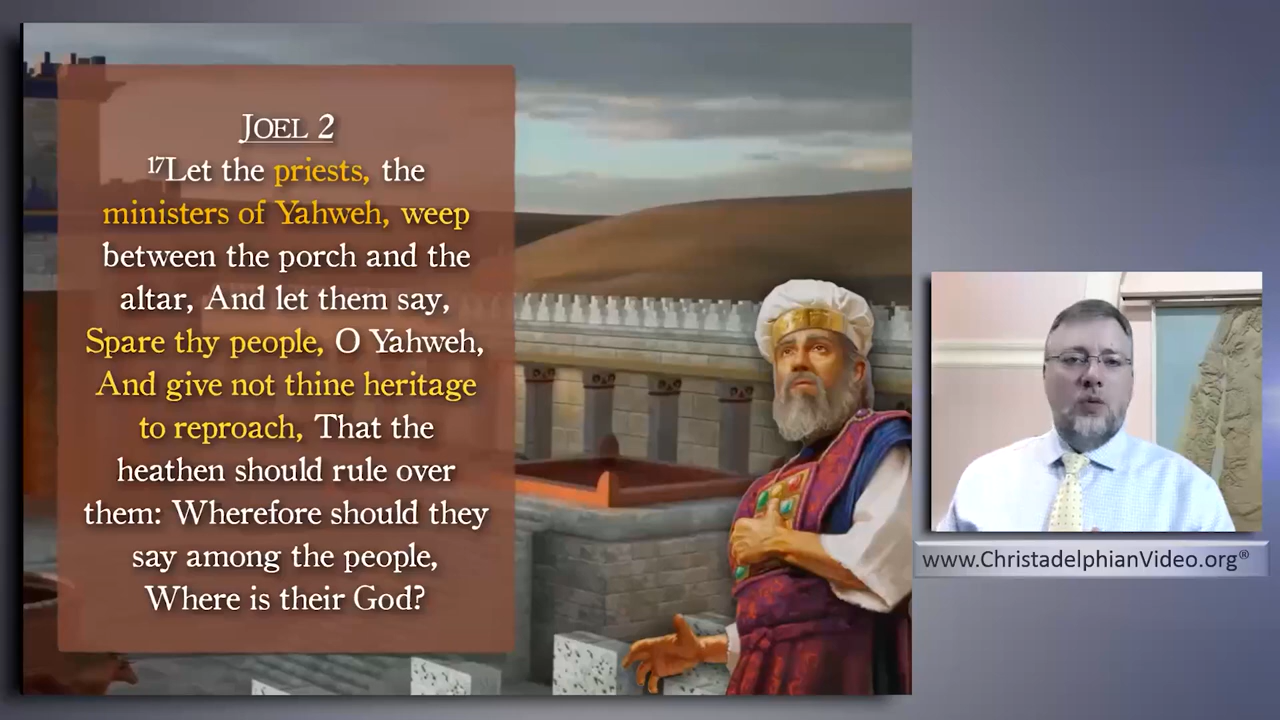 JOEL 2
¹⁷Let the priests, the
ministers of Yahweh, weep
between the porch and the
altar, And let them say,
Spare thy people, O Yahweh,
And give not thine heritage
to reproach, That the
heathen should rule over
them: Wherefore should they
say among the people,
Where is their God?
www.ChristadelphianVideo.org®